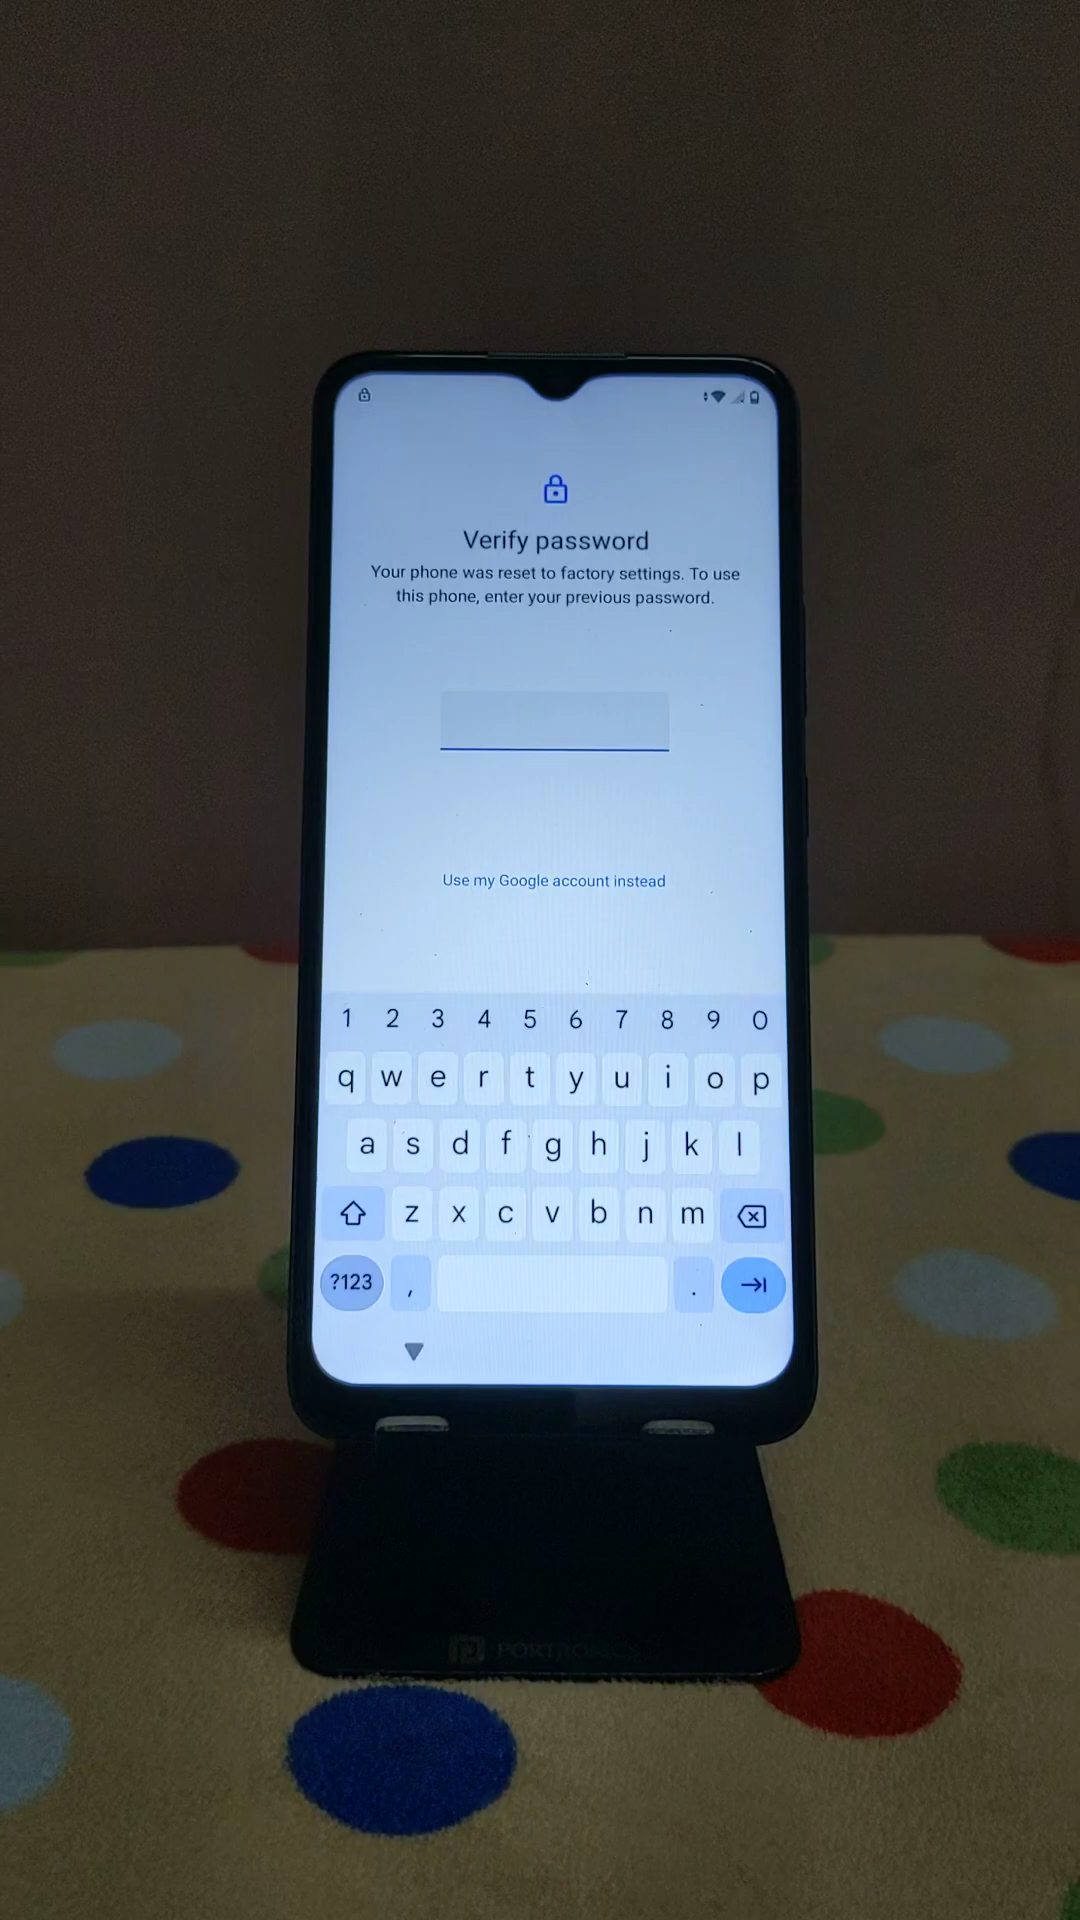 Verify password
Your phone was reset to factory settings. To use
this phone, enter your previous password.
Use my Google account instead
1 2 3 4 5 6 7 8 9 0
q w e r t y u i o p
a s d f g h j k l
z x c v b n m
?123 , .
PORTRONICS